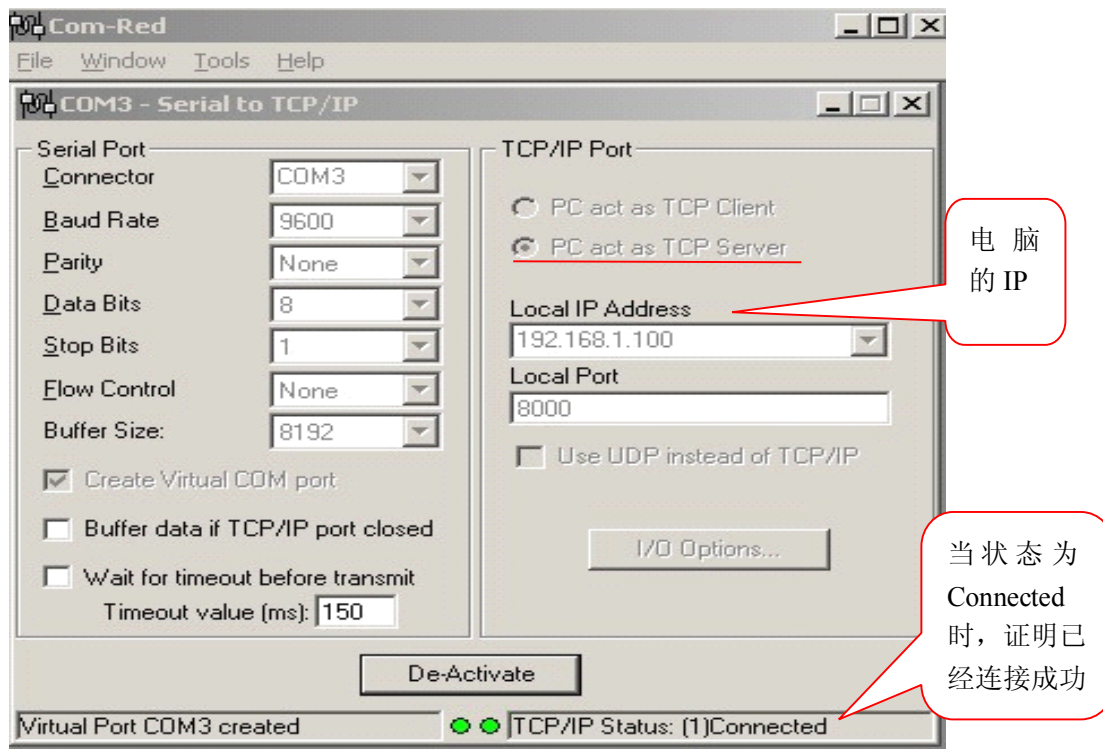 Com-Red
File Window Tools Help
COM3 - Serial to TCP/IP
Serial Port
Connector COM3
Baud Rate 9600
Parity None
Data Bits 8
Stop Bits 1
Flow Control None
Buffer Size: 8192
Create Virtual COM port
Buffer data if TCP/IP port closed
Wait for timeout before transmit
Timeout value (ms): 150
TCP/IP Port
PC act as TCP Client
PC act as TCP Server
Local IP Address
192.168.1.100
Local Port
8000
Use UDP instead of TCP/IP
I/O Options...
电脑
的 IP
当状态为
Connected
时，证明已
经连接成功
De-Activate
Virtual Port COM3 created
TCP/IP Status: (1)Connected